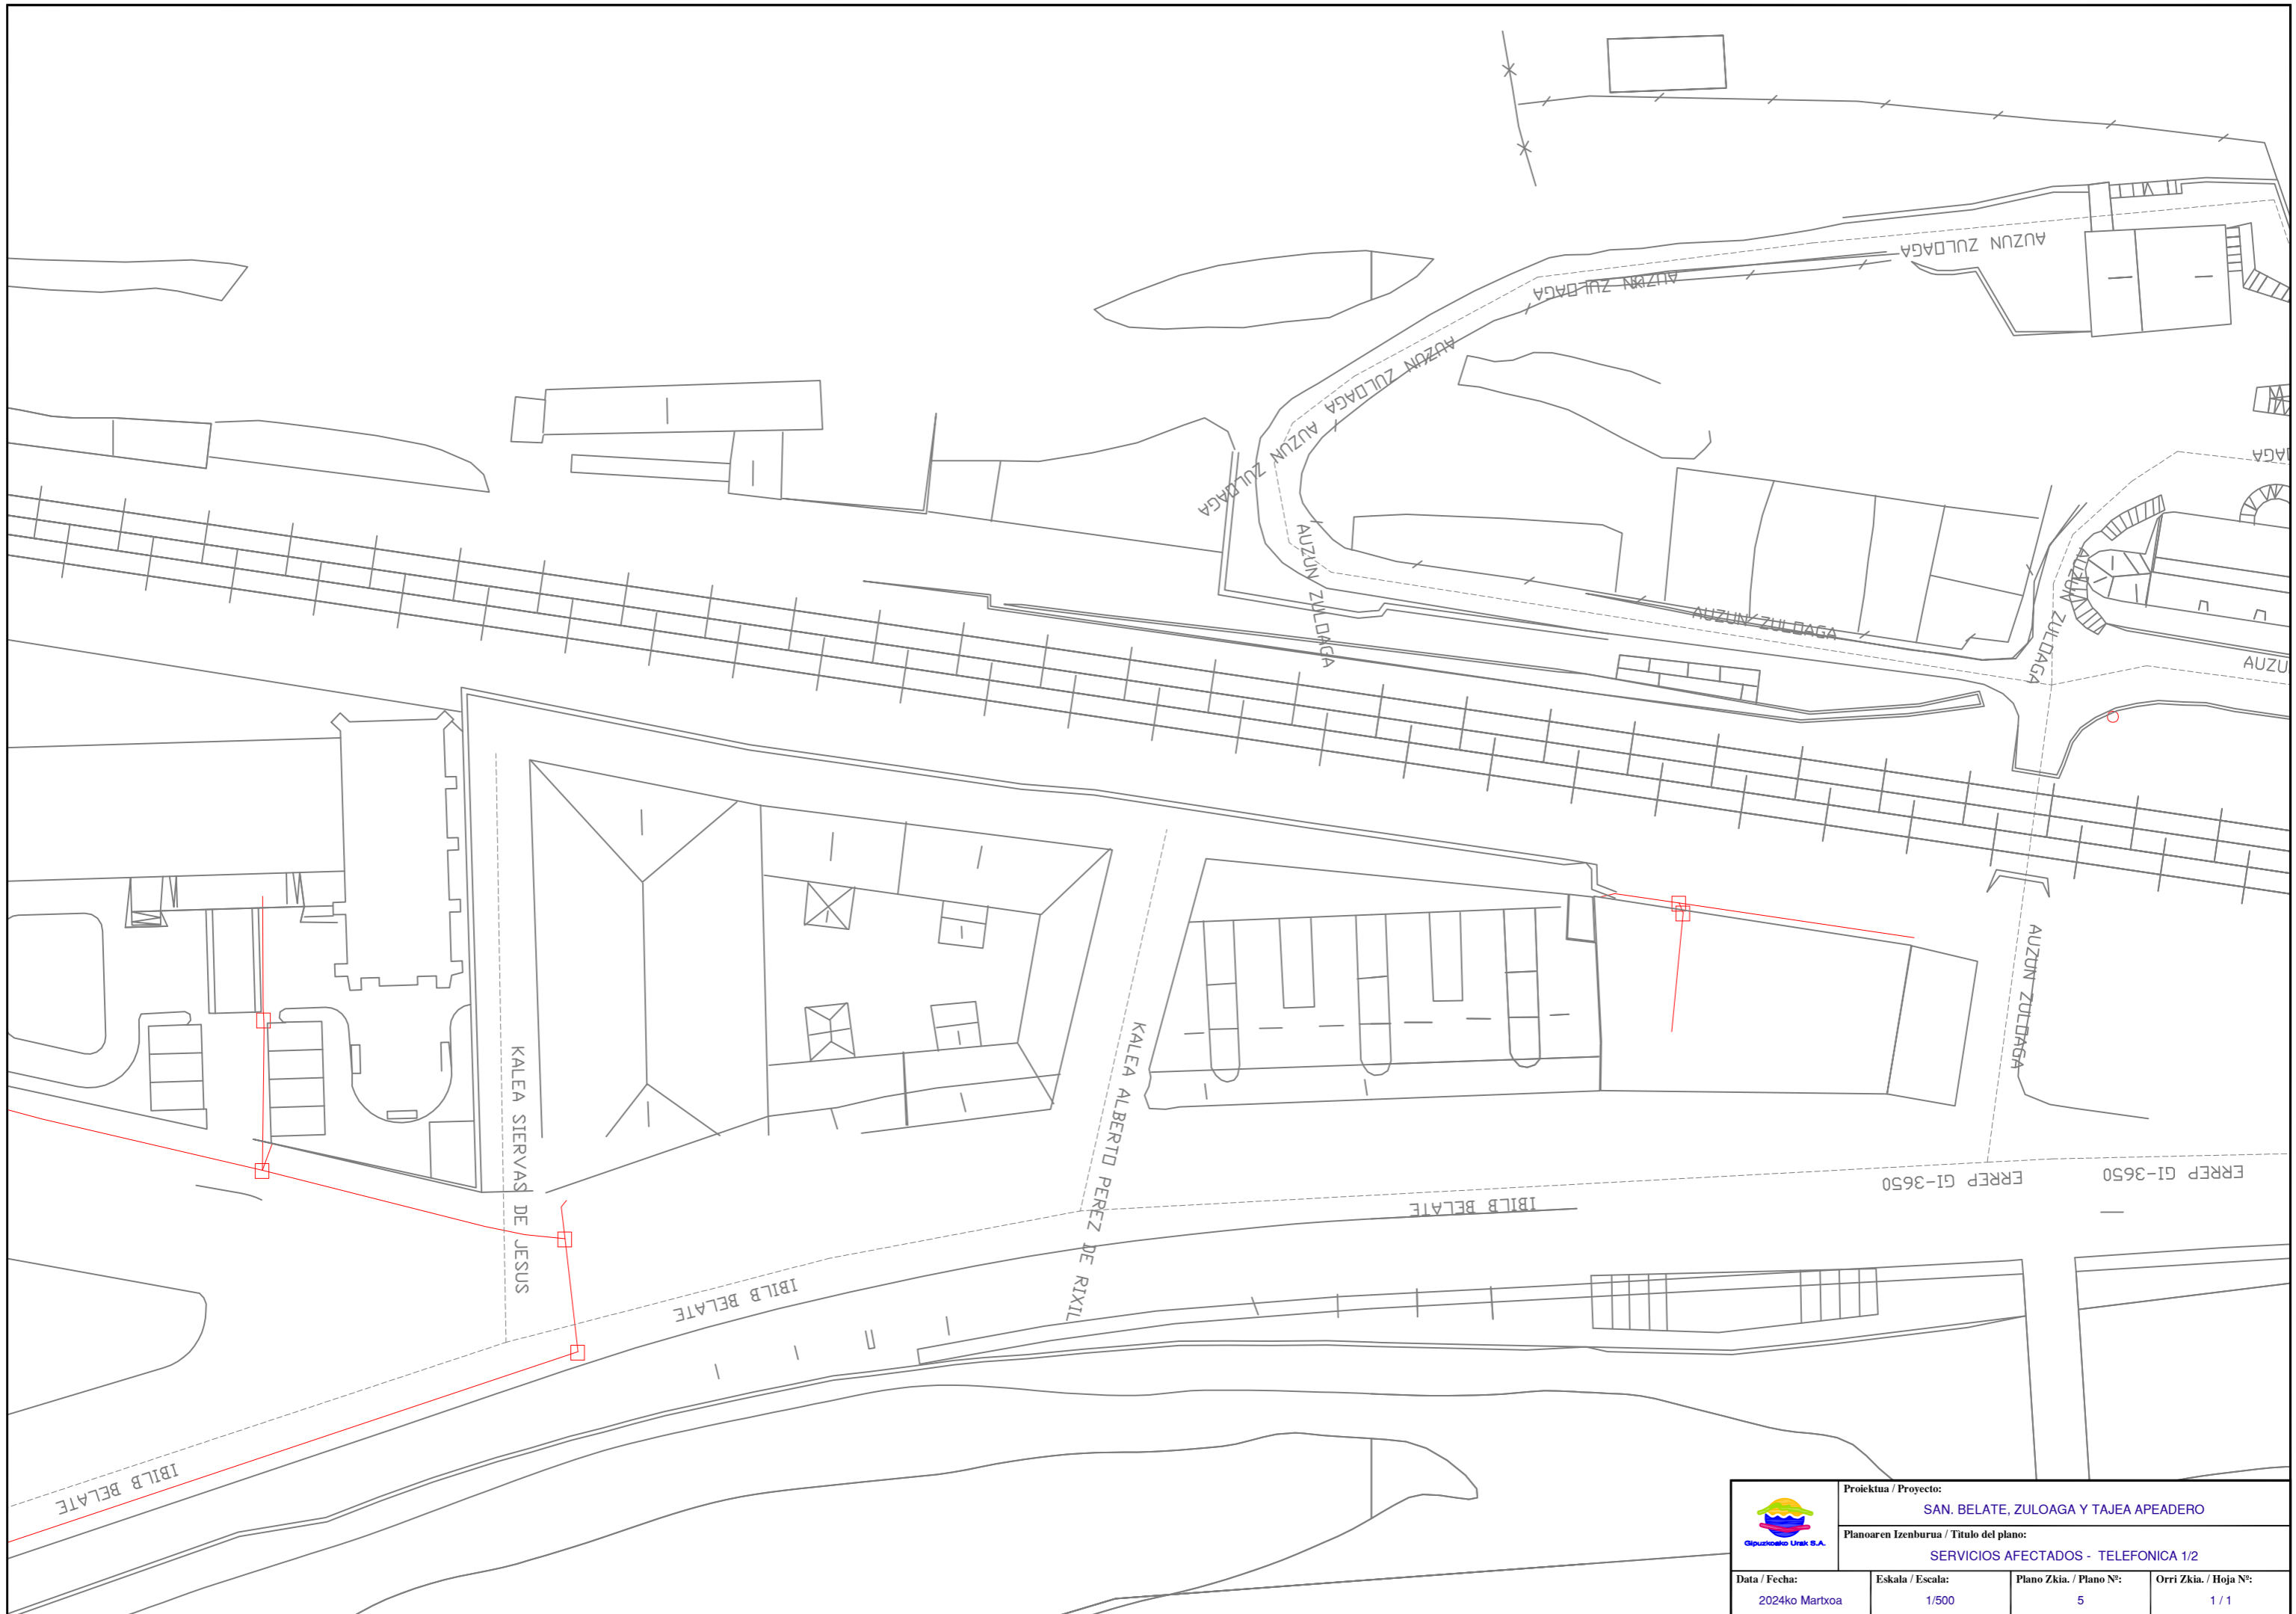 AUZUN ZULOAGA
AUZUN ZULOAGA
AUZUN ZULOAGA
AUZUN ZULOAGA
AUZUN ZULOAGA
AUZUN ZULOAGA
AUZUN ZULOAGA
AUZU
AUZUN ZULOAGA
KALEA SIERVAS DE JESUS
KALEA ALBERTO PEREZ DE RIXIL
ERREP GI-3650
ERREP GI-3650
IBILB BELATE
IBILB BELATE
IBILB BELATE
Gipuzkoako Urak S.A.
Proiektua / Proyecto:
SAN. BELATE, ZULOAGA Y TAJEA APEADERO
Planoaren Izenburua / Titulo del plano:
SERVICIOS AFECTADOS - TELEFONICA 1/2
Data / Fecha:
2024ko Martxoa
Eskala / Escala:
1/500
Plano Zkia. / Plano Nº:
5
Orri Zkia. / Hoja Nº:
1 / 1